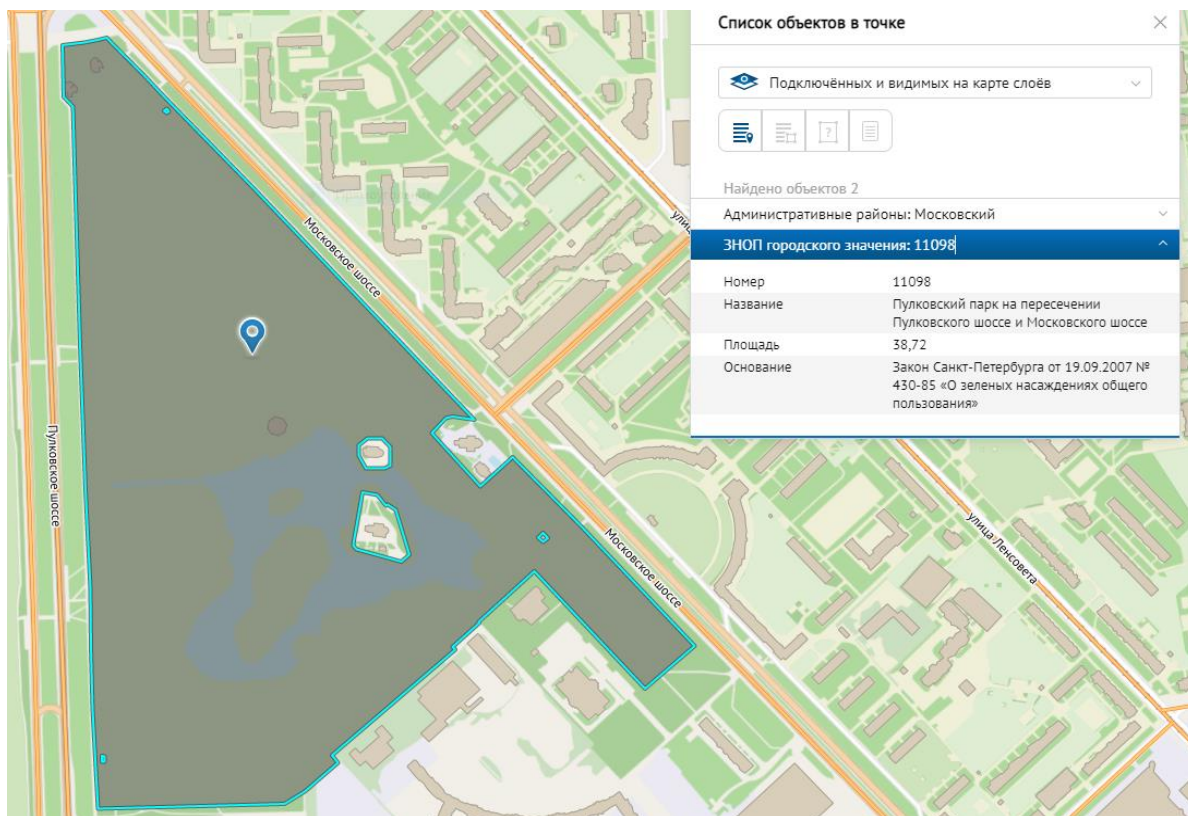 Список объектов в точке
Подключённых и видимых на карте слоёв
Найдено объектов 2
Административные районы: Московский
ЗНОП городского значения: 11098
Номер 11098
Название Пулковский парк на пересечении
Пулковского шоссе и Московского шоссе
Площадь 38,72
Основание Закон Санкт-Петербурга от 19.09.2007 №
430-85 «О зеленых насаждениях общего
пользования»
Московское шоссе
улица
Пулковское шоссе
Московское шоссе
улица Ленсовета